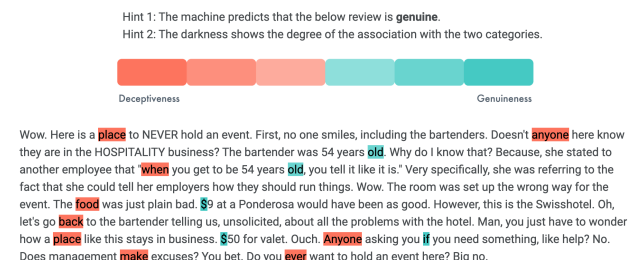 Hint 1: The machine predicts that the below review is genuine.
Hint 2: The darkness shows the degree of the association with the two categories.
Deceptiveness Genuineness
Wow. Here is a place to NEVER hold an event. First, no one smiles, including the bartenders. Doesn't anyone here know
they are in the HOSPITALITY business? The bartender was 54 years old. Why do I know that? Because, she stated to
another employee that "when you get to be 54 years old, you tell it like it is." Very specifically, she was referring to the
fact that she could tell her employers how they should run things. Wow. The room was set up the wrong way for the
event. The food was just plain bad. $9 at a Ponderosa would have been as good. However, this is the Swisshotel. Oh,
let's go back to the bartender telling us, unsolicited, about all the problems with the hotel. Man, you just have to wonder
how a place like this stays in business. $50 for valet. Ouch. Anyone asking you if you need something, like help? No.
Does management make excuses? You bet. Do you ever want to hold an event here? Big no.